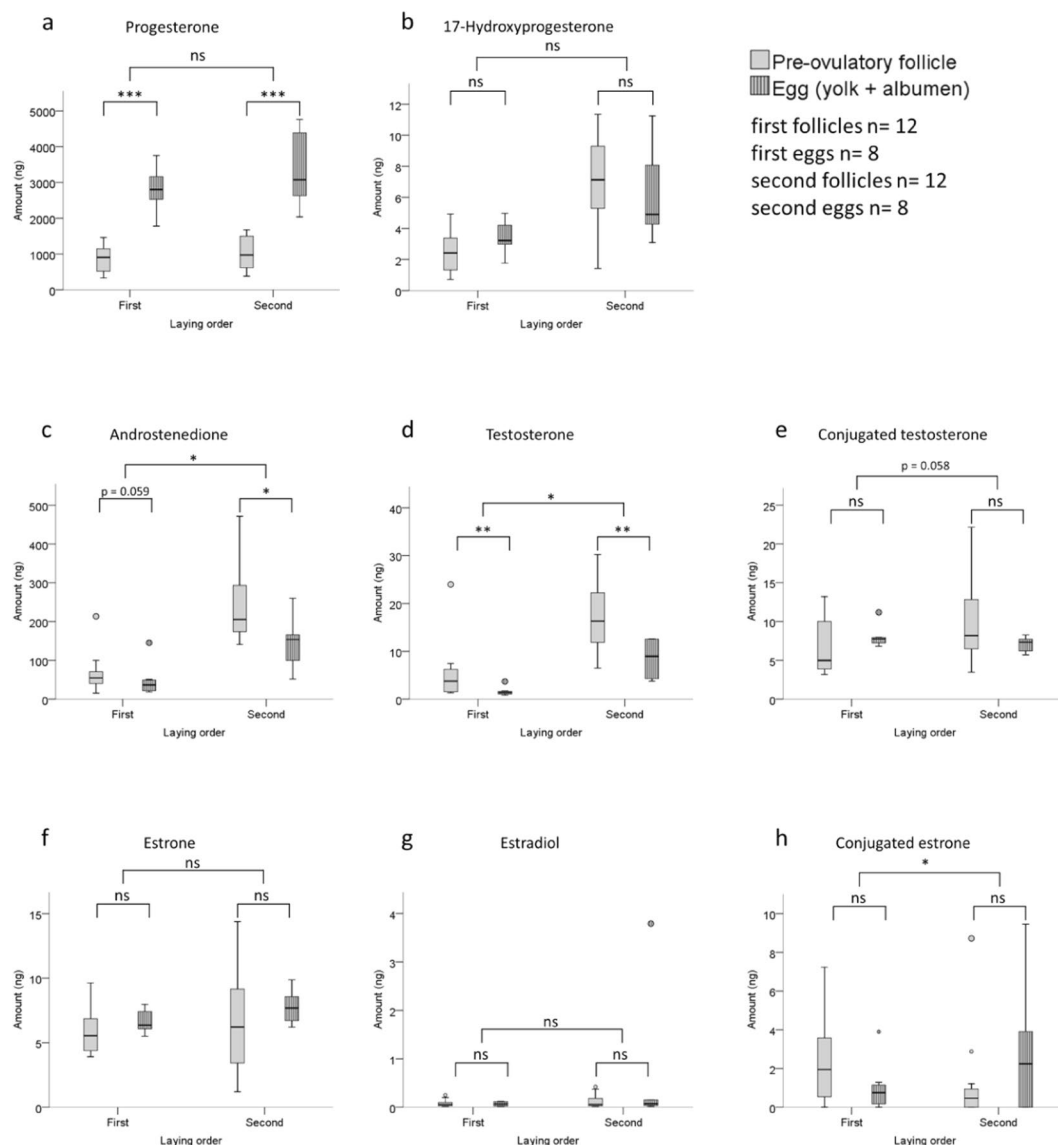 a Progesterone
ns
*** ***
5000
4000
3000
2000
1000
0
Amount (ng)
First Second
Laying order
b 17-Hydroxyprogesterone
ns
ns ns
12
10
8
6
4
2
0
Amount (ng)
First Second
Laying order
Pre-ovulatory follicle
Egg (yolk + albumen)
first follicles n= 12
first eggs n= 8
second follicles n= 12
second eggs n= 8
c Androstenedione
*
p = 0.059 *
500
400
300
200
100
0
Amount (ng)
First Second
Laying order
d Testosterone
*
** **
40
30
20
10
0
Amount (ng)
First Second
Laying order
e Conjugated testosterone
p = 0.058
ns ns
25
20
15
10
5
0
Amount (ng)
First Second
Laying order
f Estrone
ns
ns ns
15
10
5
0
Amount (ng)
First Second
Laying order
g Estradiol
4
3
2
1
0
ns
ns ns
Amount (ng)
First Second
Laying order
h Conjugated estrone
*
ns ns
10
8
6
4
2
0
Amount (ng)
First Second
Laying order